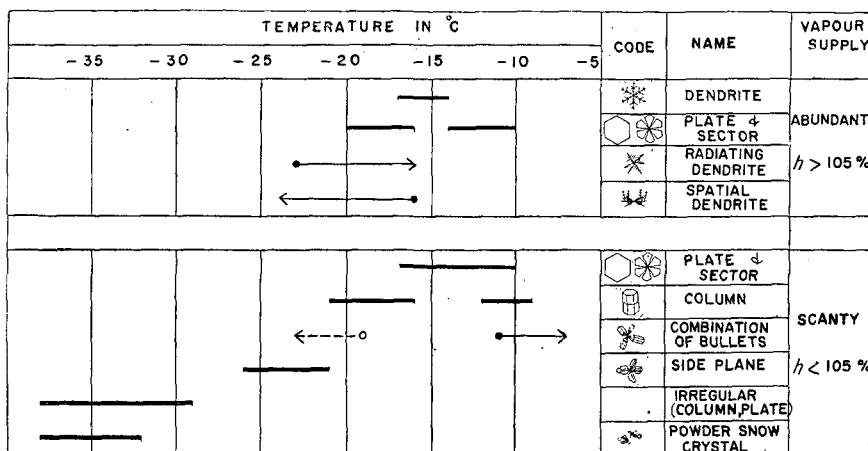 TEMPERATURE IN °C
-35 -30 -25 -20 -15 -10 -5
CODE
NAME
VAPOUR
SUPPLY
DENDRITE
PLATE &
SECTOR
RADIATING
DENDRITE
SPATIAL
DENDRITE
ABUNDANT
h > 105 %
PLATE &
SECTOR
COLUMN
COMBINATION
OF BULLETS
SIDE PLANE
IRREGULAR
(COLUMN,PLATE)
POWDER SNOW
CRYSTAL
SCANTY
h < 105 %